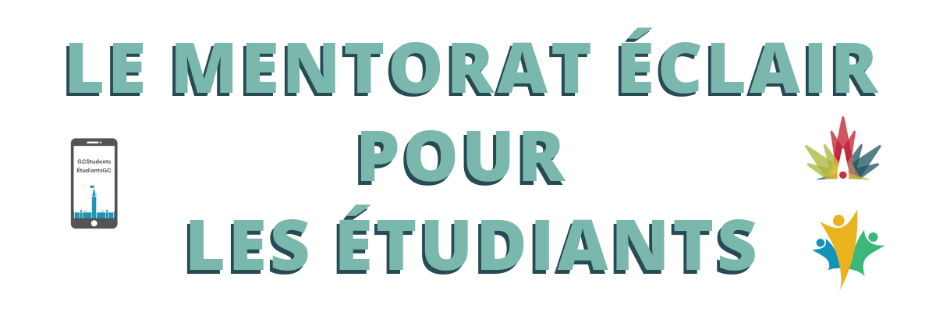 LE MENTORAT ÉCLAIR
POUR
LES ÉTUDIANTS
GCStudents
ÉtudiantsGC